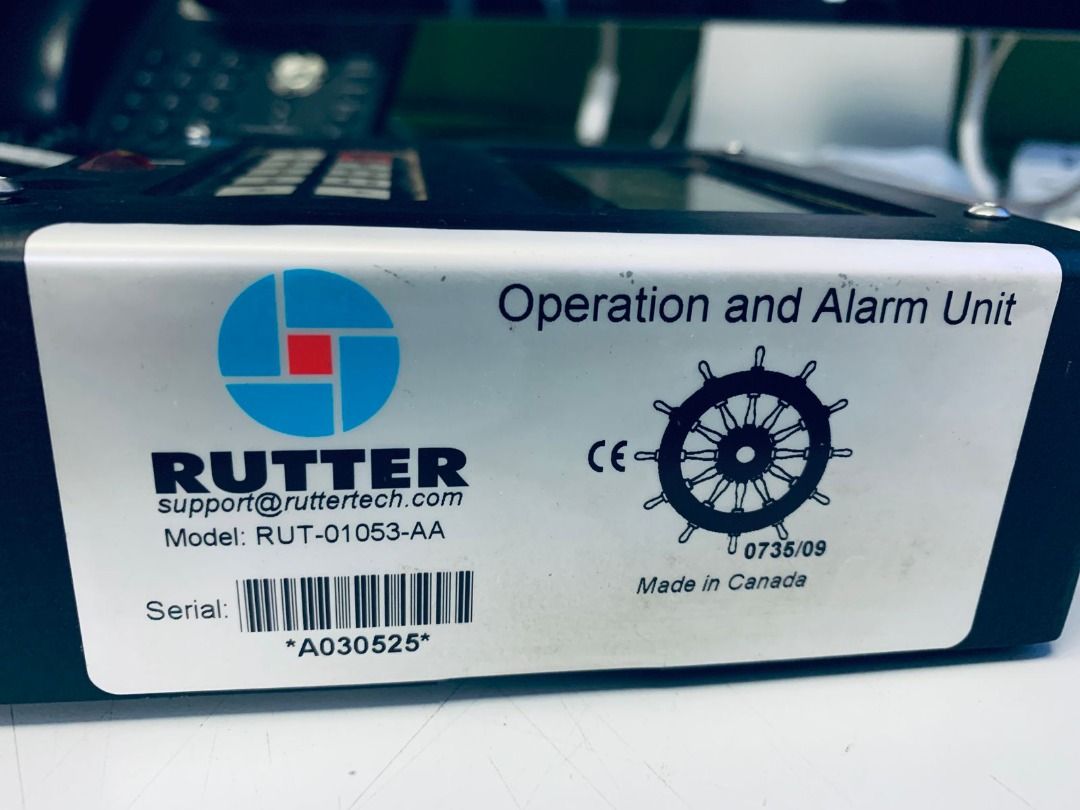 Operation and Alarm Unit
RUTTER
support@ruttertech.com
Model: RUT-01053-AA
Serial:
*A030525*
CE
0735/09
Made in Canada